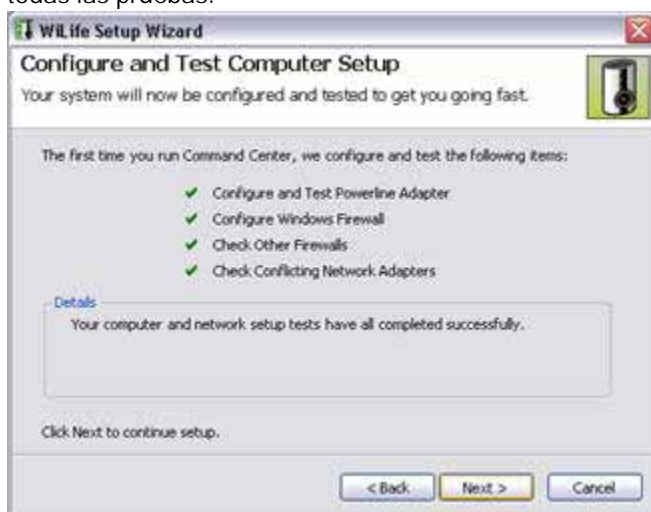 todas las pruebas.
WiLife Setup Wizard
Configure and Test Computer Setup
Your system will now be configured and tested to get you going fast.
The first time you run Command Center, we configure and test the following items:
Configure and Test Powerline Adapter
Configure Windows Firewall
Check Other Firewalls
Check Conflicting Network Adapters
Details
Your computer and network setup tests have all completed successfully.
Click Next to continue setup.
< Back Next > Cancel